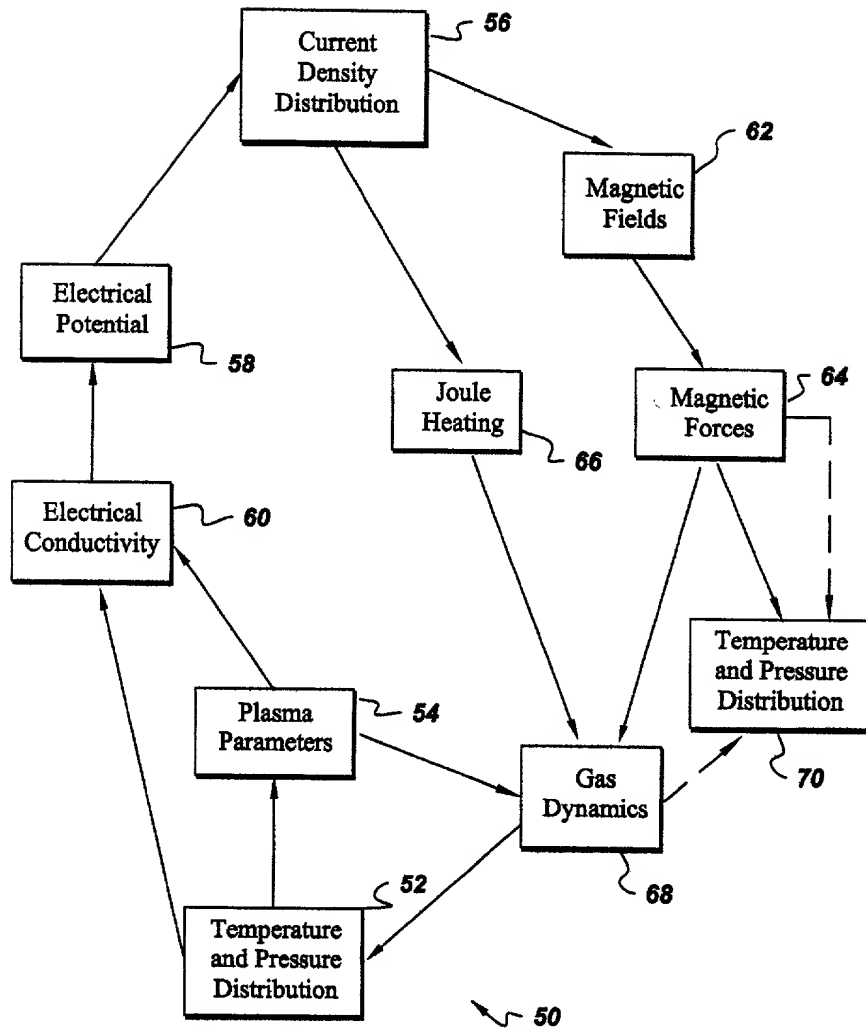 56
Current
Density
Distribution
62
Magnetic
Fields
Electrical
Potential
58
Joule
Heating
66
64
Magnetic
Forces
60
Electrical
Conductivity
Temperature
and Pressure
Distribution
70
54
Plasma
Parameters
Gas
Dynamics
68
52
Temperature
and Pressure
Distribution
50